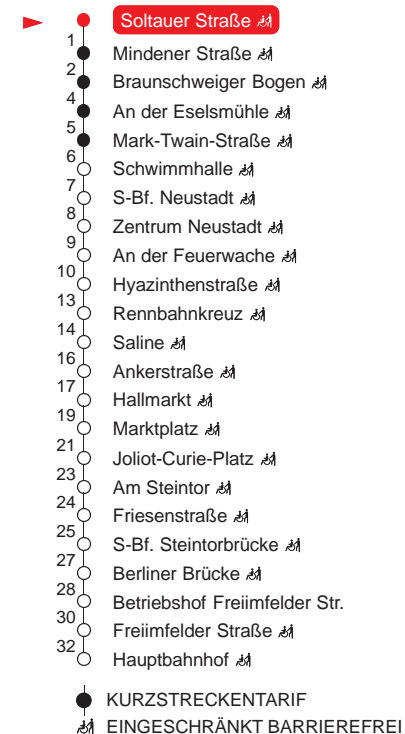 Soltauer Straße
1
Mindener Straße
2
Braunschweiger Bogen
4
An der Eselsmühle
5
Mark-Twain-Straße
6
Schwimmhalle
7
S-Bf. Neustadt
8
Zentrum Neustadt
9
An der Feuerwache
10
Hyazinthenstraße
13
Rennbahnkreuz
14
Saline
16
Ankerstraße
17
Hallmarkt
19
Marktplatz
21
Joliot-Curie-Platz
23
Am Steintor
24
Friesenstraße
25
S-Bf. Steintorbrücke
27
Berliner Brücke
28
Betriebshof Freiimfelder Str.
30
Freiimfelder Straße
32
Hauptbahnhof
KURZSTRECKENTARIF
EINGESCHRÄNKT BARRIEREFREI